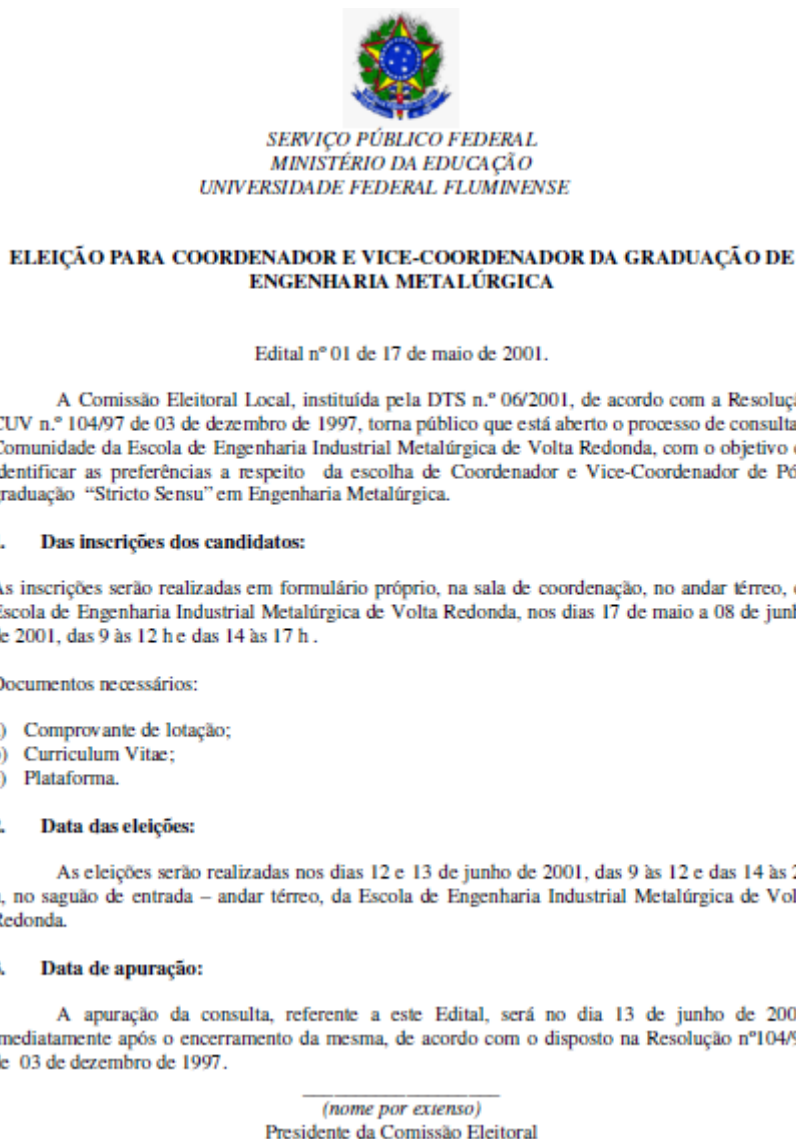 SERVIÇO PÚBLICO FEDERAL
MINISTÉRIO DA EDUCAÇÃO
UNIVERSIDADE FEDERAL FLUMINENSE
ELEIÇÃO PARA COORDENADOR E VICE-COORDENADOR DA GRADUAÇÃO DE
ENGENHARIA METALÚRGICA
Edital nº 01 de 17 de maio de 2001.
A Comissão Eleitoral Local, instituída pela DTS n.º 06/2001, de acordo com a
CUV n.º 104/97 de 03 de dezembro de 1997, torna público que está aberto o processo de consulta
Comunidade da Escola de Engenharia Industrial Metalúrgica de Volta Redonda, com o objetivo
identificar as preferências a respeito da escolha de Coordenador e Vice-Coordenador de
graduação “Stricto Sensu” em Engenharia Metalúrgica.
Das inscrições dos candidatos:
As inscrições serão realizadas em formulário próprio, na sala de coordenação, no andar térreo,
Escola de Engenharia Industrial Metalúrgica de Volta Redonda, nos dias 17 de maio a 08 de
de 2001, das 9 às 12 h e das 14 às 17 h .
Documentos necessários:
) Comprovante de lotação;
) Curriculum Vitae;
) Plataforma.
Data das eleições:
As eleições serão realizadas nos dias 12 e 13 de junho de 2001, das 9 às 12 e das 14 às
, no saguão de entrada – andar térreo, da Escola de Engenharia Industrial Metalúrgica de
Redonda.
Data de apuração:
A apuração da consulta, referente a este Edital, será no dia 13 de junho de
mediatamente após o encerramento da mesma, de acordo com o disposto na Resolução nº104/9
de 03 de dezembro de 1997.
(nome por extenso)
Presidente da Comissão Eleitoral